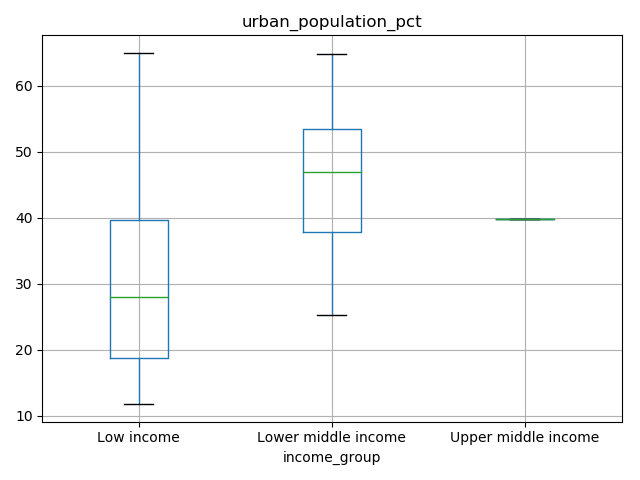 urban_population_pct
60
50
40
30
20
10
Low income
Lower middle income
Upper middle income
income_group